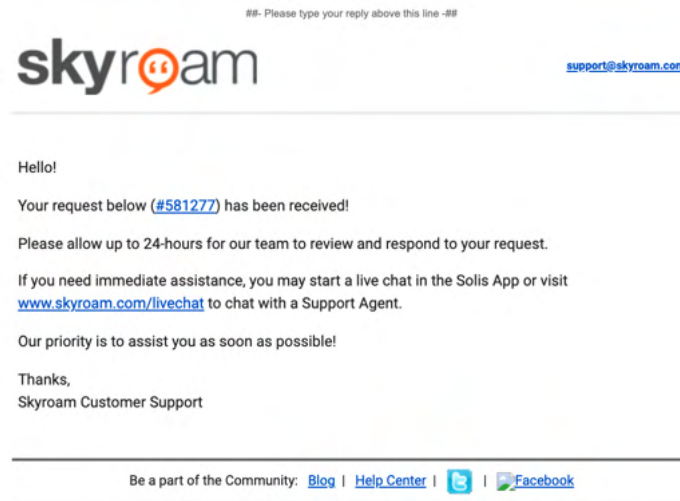 ##- Please type your reply above this line -##
skyroam
support@skyroam.com
Hello!
Your request below (#581277) has been received!
Please allow up to 24-hours for our team to review and respond to your request.
If you need immediate assistance, you may start a live chat in the Solis App or visit
www.skyroam.com/livechat to chat with a Support Agent.
Our priority is to assist you as soon as possible!
Thanks,
Skyroam Customer Support
Be a part of the Community: Blog | Help Center | | Facebook